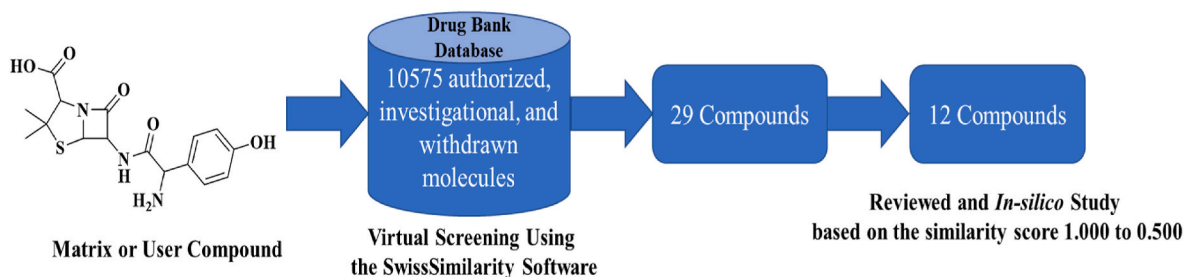 HO
O
N
O
S
N
H
O
H₂N
OH
Matrix or User Compound
Drug Bank
Database
10575 authorized,
investigational, and
withdrawn
molecules
Virtual Screening Using
the SwissSimilarity Software
29 Compounds
12 Compounds
Reviewed and In-silico Study
based on the similarity score 1.000 to 0.500